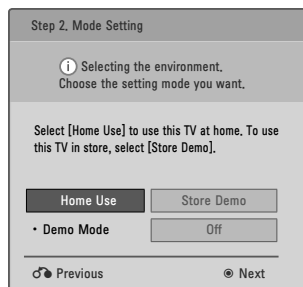 Step 2. Mode Setting
i Selecting the environment.
Choose the setting mode you want.
Select [Home Use] to use this TV at home. To use
this TV in store, select [Store Demo].
Home Use Store Demo
• Demo Mode Off
Previous Next